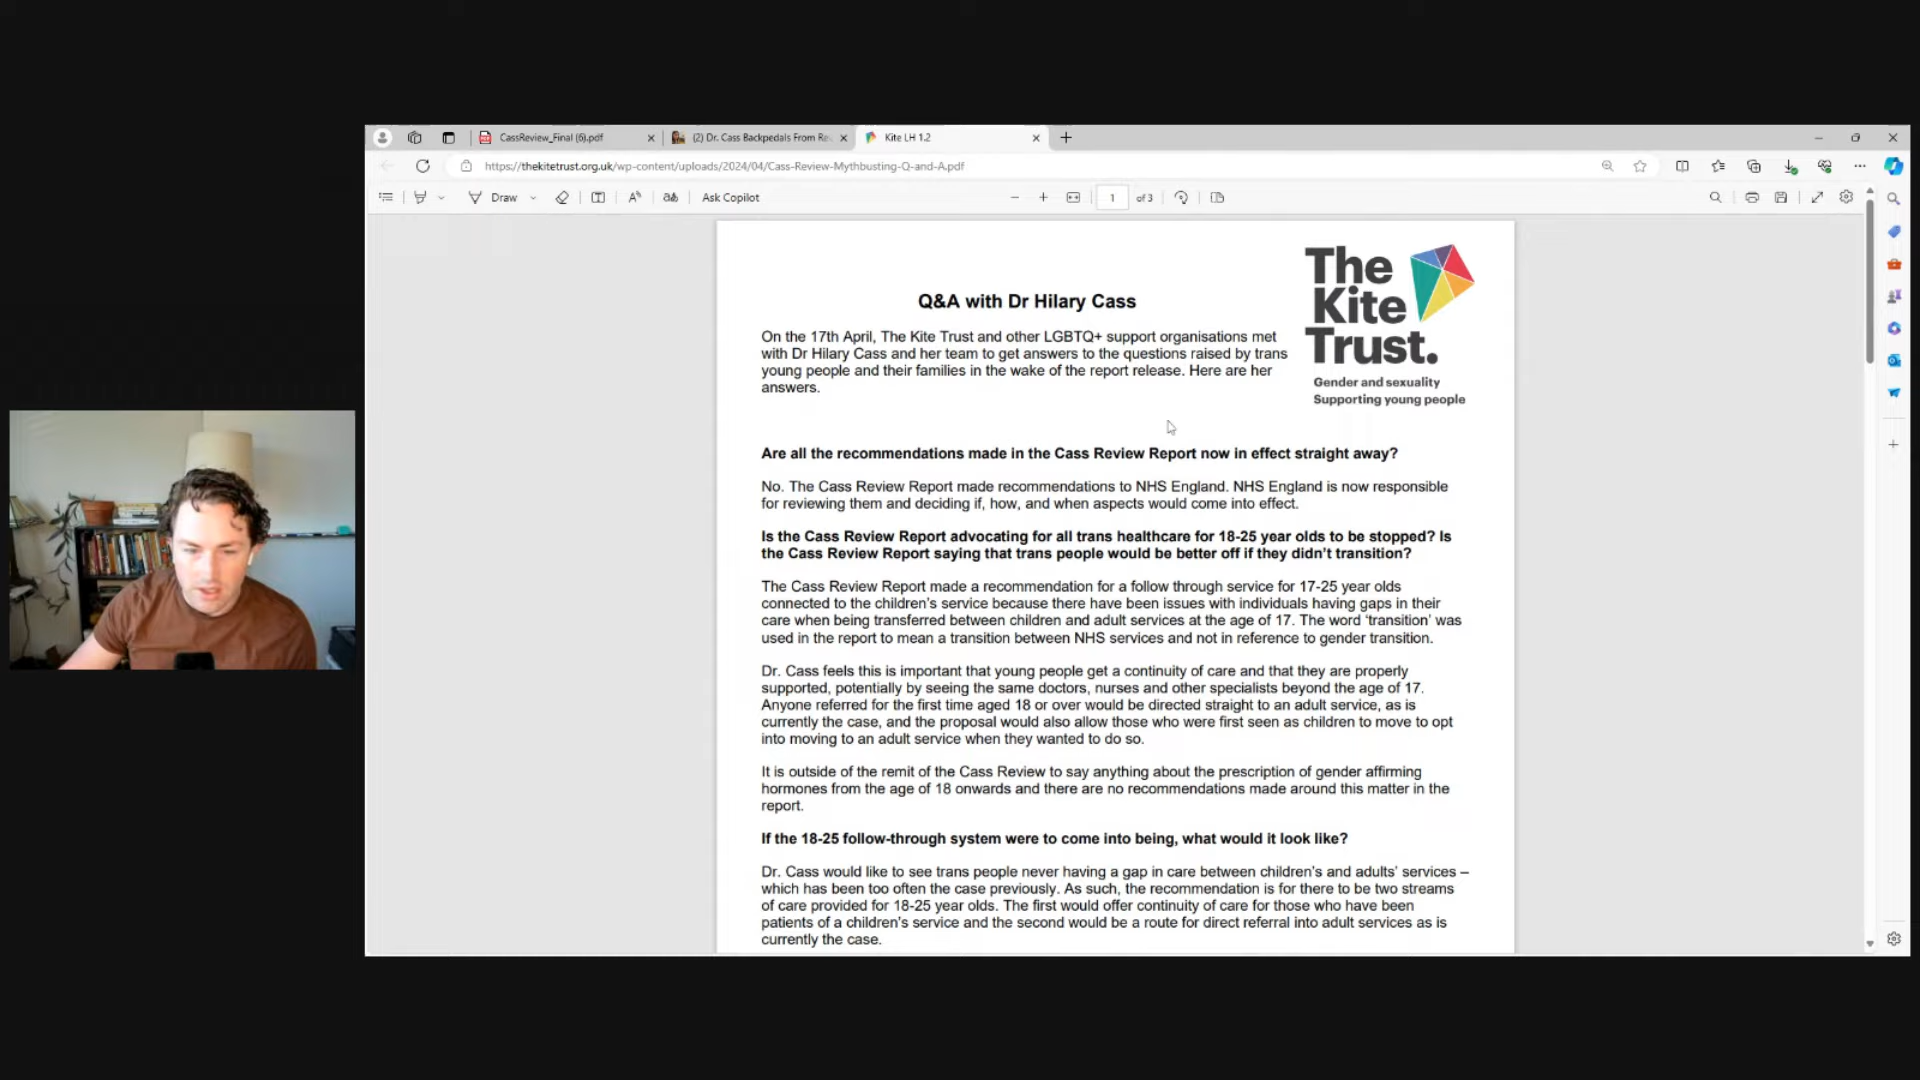 CassReview_Final (6).pdf
(2) Dr. Cass Backpedals From Re
Kite LH 1.2
https://thekitetrust.org.uk/wp-content/uploads/2024/04/Cass-Review-Mythbusting-Q-and-A.pdf
Draw
Ask Copilot
1 of 3
The
Kite
Trust.
Gender and sexuality
Supporting young people
Q&A with Dr Hilary Cass
On the 17th April, The Kite Trust and other LGBTQ+ support organisations met
with Dr Hilary Cass and her team to get answers to the questions raised by trans
young people and their families in the wake of the report release. Here are her
answers.
Are all the recommendations made in the Cass Review Report now in effect straight away?
No. The Cass Review Report made recommendations to NHS England. NHS England is now responsible
for reviewing them and deciding if, how, and when aspects would come into effect.
Is the Cass Review Report advocating for all trans healthcare for 18-25 year olds to be stopped? Is
the Cass Review Report saying that trans people would be better off if they didn't transition?
The Cass Review Report made a recommendation for a follow through service for 17-25 year olds
connected to the children's service because there have been issues with individuals having gaps in their
care when being transferred between children and adult services at the age of 17. The word 'transition' was
used in the report to mean a transition between NHS services and not in reference to gender transition.
Dr. Cass feels this is important that young people get a continuity of care and that they are properly
supported, potentially by seeing the same doctors, nurses and other specialists beyond the age of 17.
Anyone referred for the first time aged 18 or over would be directed straight to an adult service, as is
currently the case, and the proposal would also allow those who were first seen as children to move to opt
into moving to an adult service when they wanted to do so.
It is outside of the remit of the Cass Review to say anything about the prescription of gender affirming
hormones from the age of 18 onwards and there are no recommendations made around this matter in the
report.
If the 18-25 follow-through system were to come into being, what would it look like?
Dr. Cass would like to see trans people never having a gap in care between children's and adults' services –
which has been too often the case previously. As such, the recommendation is for there to be two streams
of care provided for 18-25 year olds. The first would offer continuity of care for those who have been
patients of a children's service and the second would be a route for direct referral into adult services as is
currently the case.